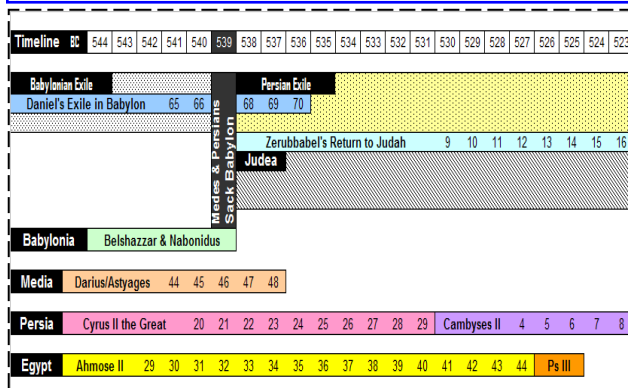 Timeline BC 544 543 542 541 540 539 538 537 536 535 534 533 532 531 530 529 528 527 526 525 524 523
Babylonian Exile Persian Exile
Daniel's Exile in Babylon 65 66 68 69 70
Medes & Persians
Sack Babylon
Zerubbabel's Return to Judah 9 10 11 12 13 14 15 16
Judea
Babylonia Belshazzar & Nabonidus
Media Darius/Astyages 44 45 46 47 48
Persia Cyrus II the Great 20 21 22 23 24 25 26 27 28 29 Cambyses II 4 5 6 7 8
Egypt Ahmose II 29 30 31 32 33 34 35 36 37 38 39 40 41 42 43 44 Ps III